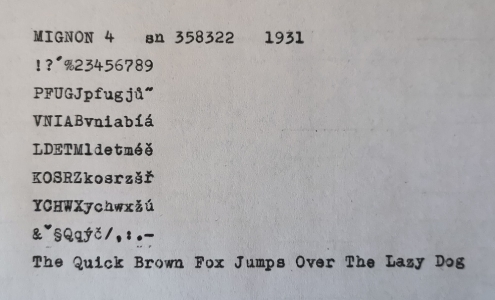 MIGNON 4 sn 358322 1931
!?´%23456789
PFUGJpfugjů~
VNIABvniabíá
LDETMldetméě
KOSRZkosrzšř
YCHWXychwxžú
&ˇ§Qqýč/,:.-
The Quick Brown Fox Jumps Over The Lazy Dog